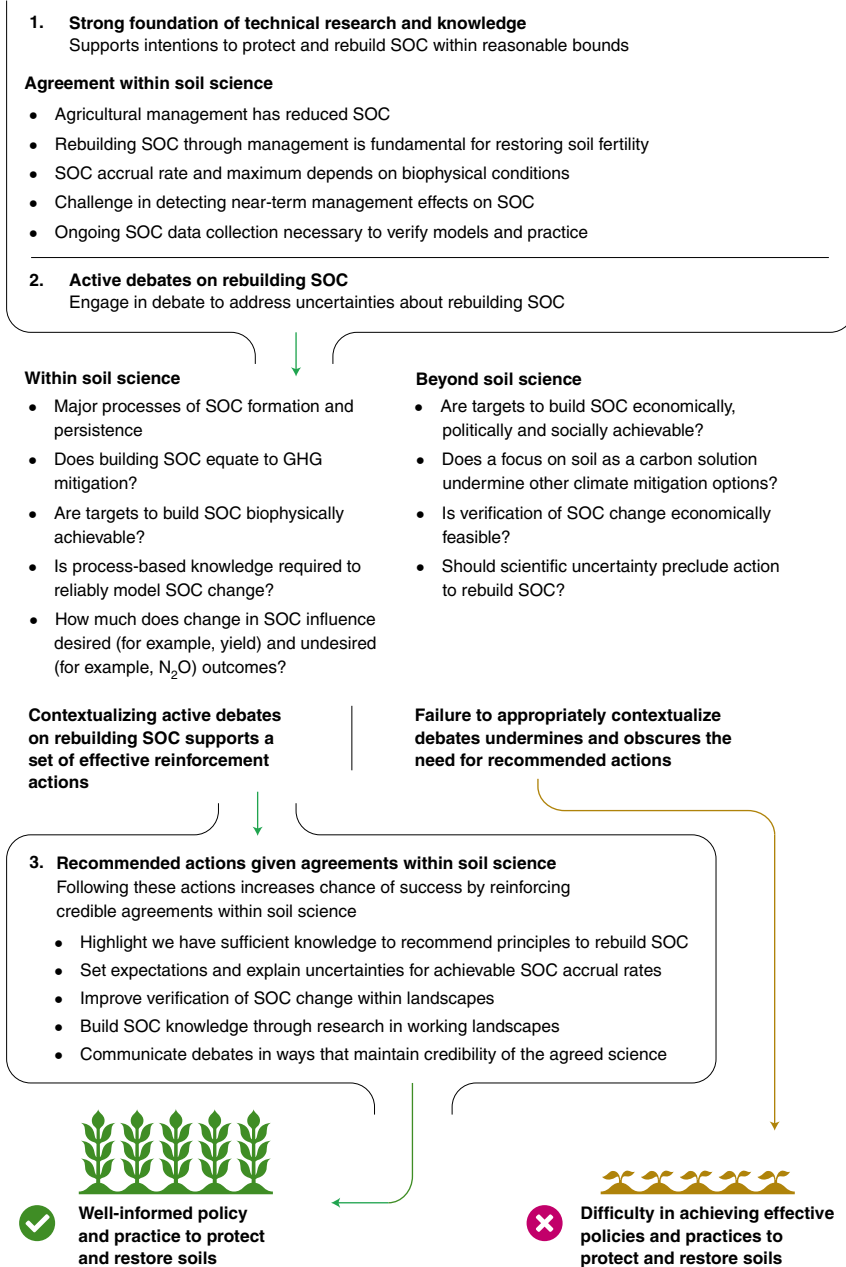 1. Strong foundation of technical research and knowledge
Supports intentions to protect and rebuild SOC within reasonable bounds
Agreement within soil science
• Agricultural management has reduced SOC
• Rebuilding SOC through management is fundamental for restoring soil fertility
• SOC accrual rate and maximum depends on biophysical conditions
• Challenge in detecting near-term management effects on SOC
• Ongoing SOC data collection necessary to verify models and practice
2. Active debates on rebuilding SOC
Engage in debate to address uncertainties about rebuilding SOC
Within soil science
• Major processes of SOC formation and
persistence
• Does building SOC equate to GHG
mitigation?
• Are targets to build SOC biophysically
achievable?
• Is process-based knowledge required to
reliably model SOC change?
• How much does change in SOC influence
desired (for example, yield) and undesired
(for example, N₂O) outcomes?
Beyond soil science
• Are targets to build SOC economically,
politically and socially achievable?
• Does a focus on soil as a carbon solution
undermine other climate mitigation options?
• Is verification of SOC change economically
feasible?
• Should scientific uncertainty preclude action
to rebuild SOC?
Contextualizing active debates
on rebuilding SOC supports a
set of effective reinforcement
actions
Failure to appropriately contextualize
debates undermines and obscures the
need for recommended actions
3. Recommended actions given agreements within soil science
Following these actions increases chance of success by reinforcing
credible agreements within soil science
• Highlight we have sufficient knowledge to recommend principles to rebuild SOC
• Set expectations and explain uncertainties for achievable SOC accrual rates
• Improve verification of SOC change within landscapes
• Build SOC knowledge through research in working landscapes
• Communicate debates in ways that maintain credibility of the agreed science
Well-informed policy
and practice to protect
and restore soils
Difficulty in achieving effective
policies and practices to
protect and restore soils